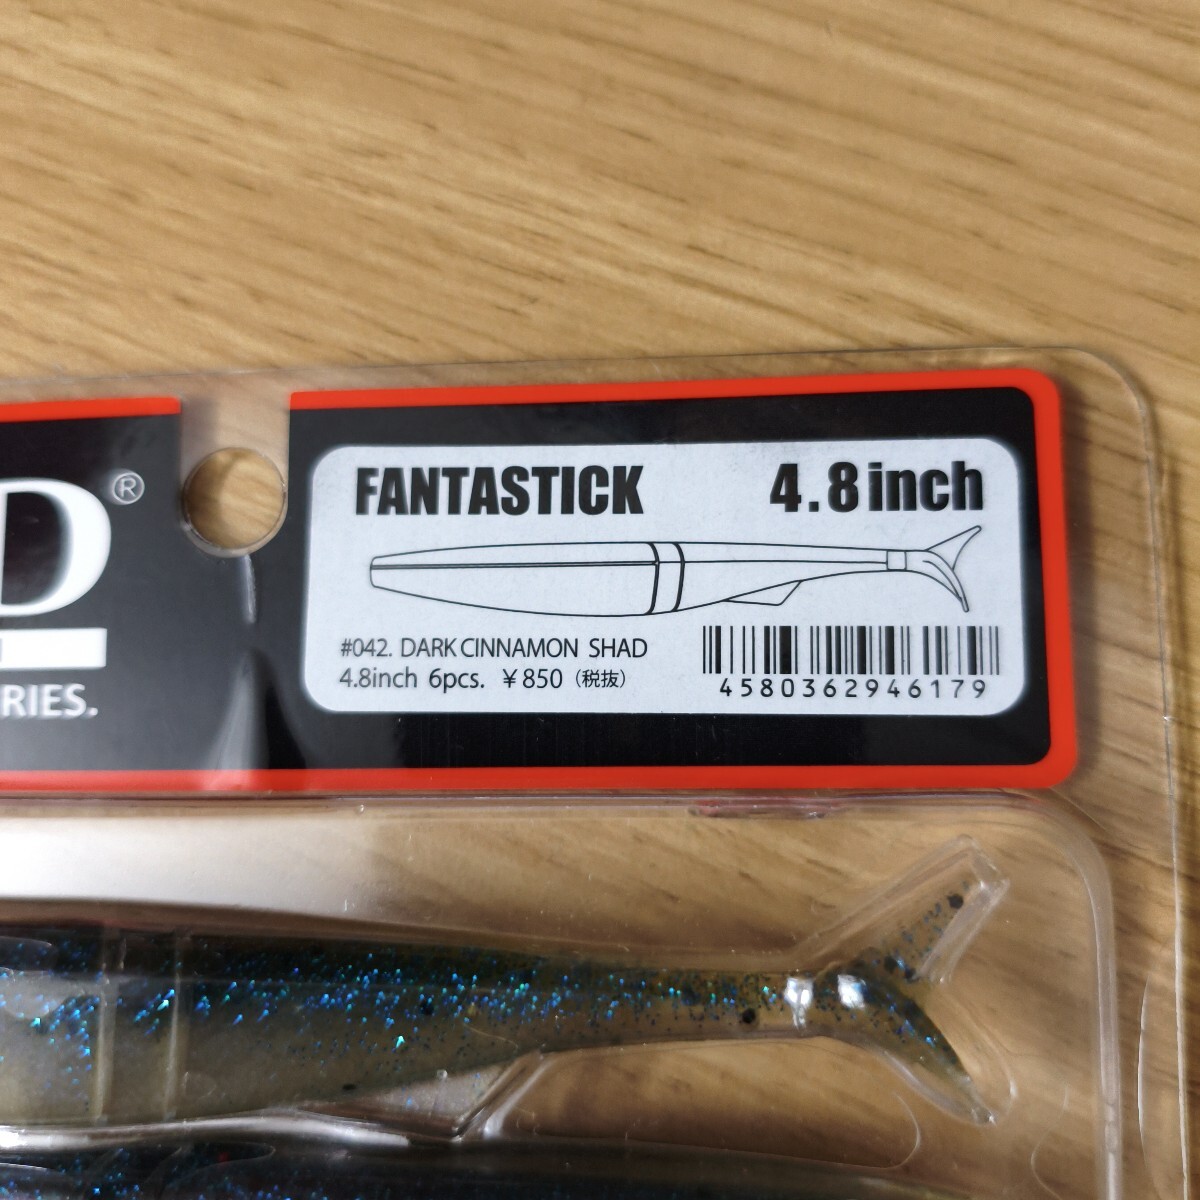 D®
RIES.
FANTASTICK 4.8inch
#042. DARK CINNAMON SHAD
4.8inch 6pcs. ￥850（税抜）
4580362946179